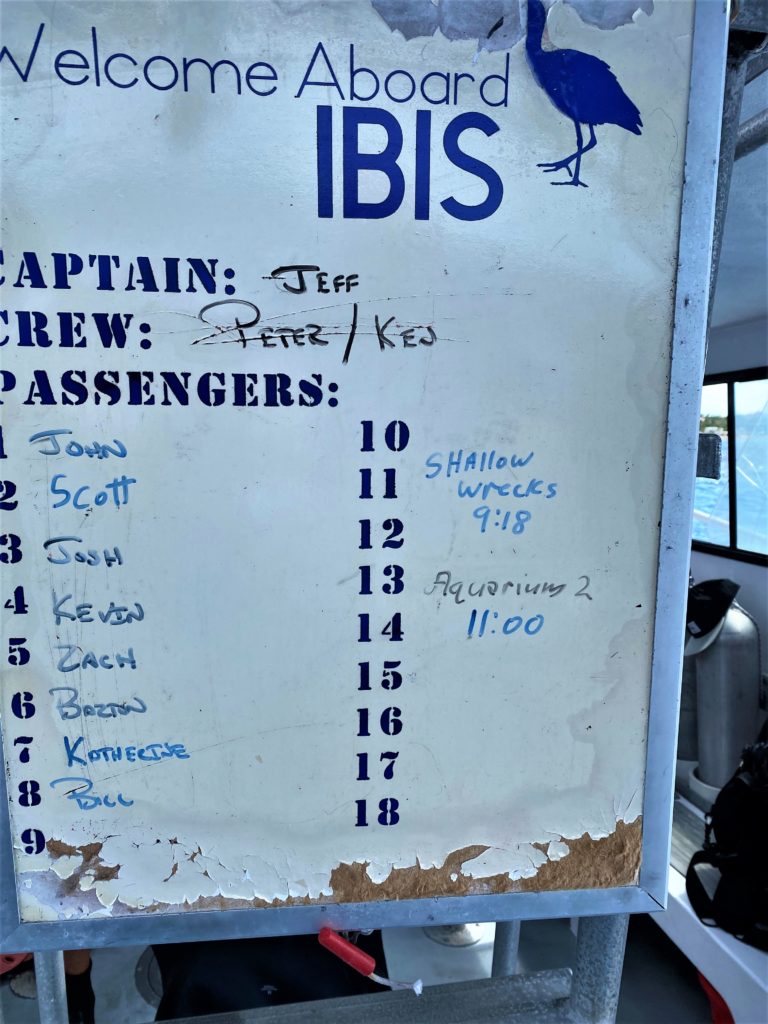 Welcome Aboard
IBIS
CAPTAIN: JEFF
CREW: PETER / KEN
PASSENGERS:
1 JOHN
2 Scott
3 JOSH
4 KEVIN
5 ZACH
6
7 KATHERINE
8 BILL
9
10
11 SHAllow
wrecks
12 9:18
13 Aquarium 2
14 11:00
15
16
17
18